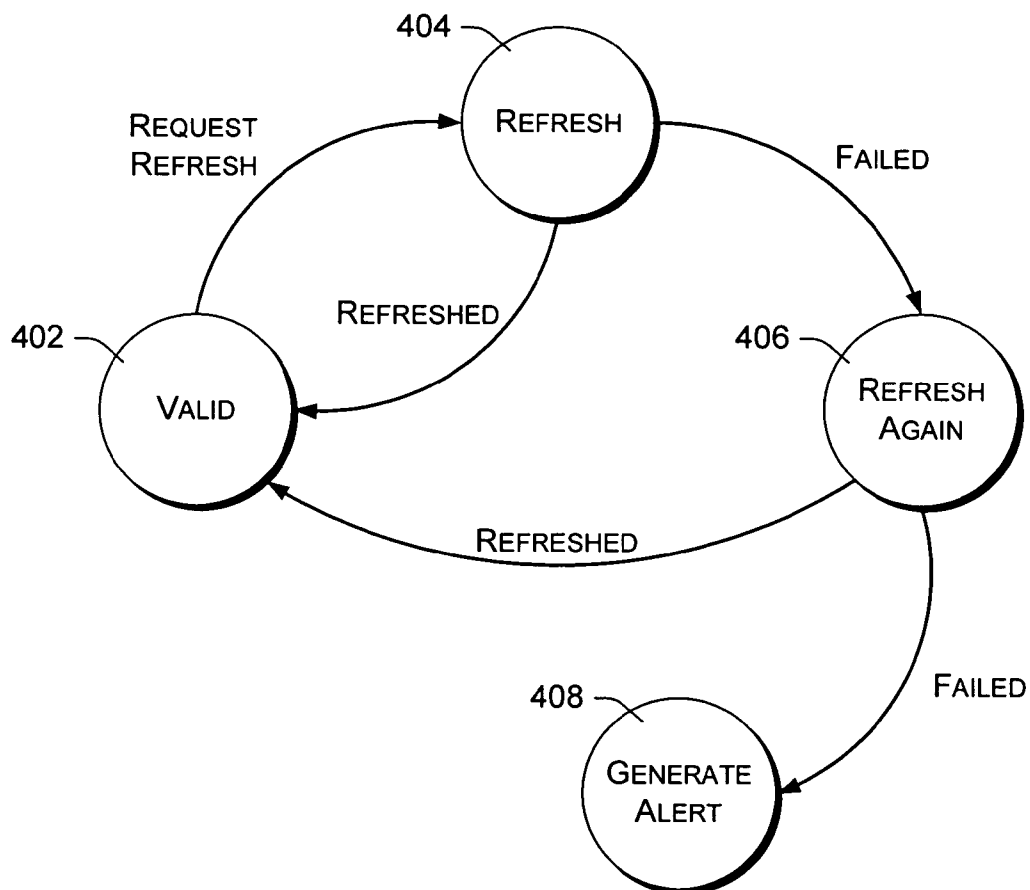 404
REFRESH
REQUEST
REFRESH
FAILED
REFRESHED
402
VALID
406
REFRESH
AGAIN
REFRESHED
FAILED
408
GENERATE
ALERT